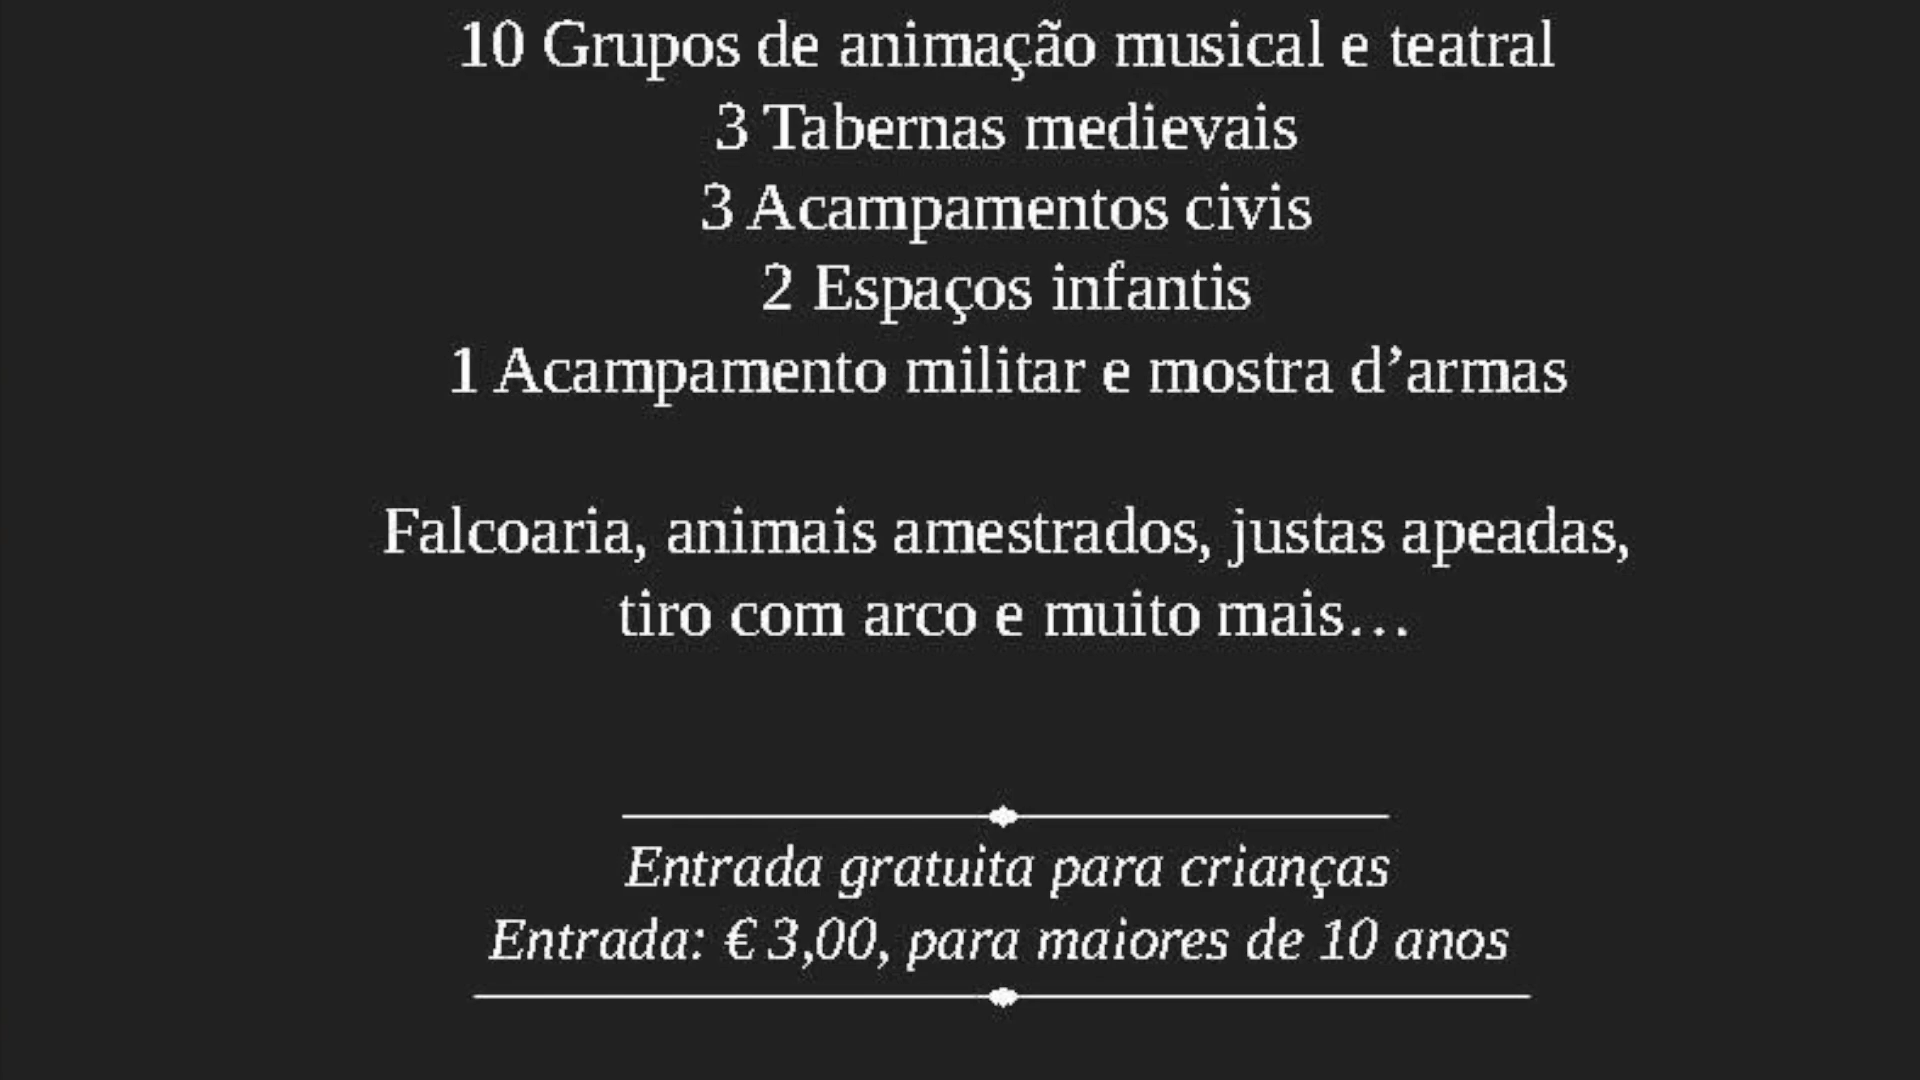 10 Grupos de animação musical e teatral
3 Tabernas medievais
3 Acampamentos civis
2 Espaços infantis
1 Acampamento militar e mostra d’armas
Falcoaria, animais amestrados, justas apeadas,
tiro com arco e muito mais…
Entrada gratuita para crianças
Entrada: € 3,00, para maiores de 10 anos